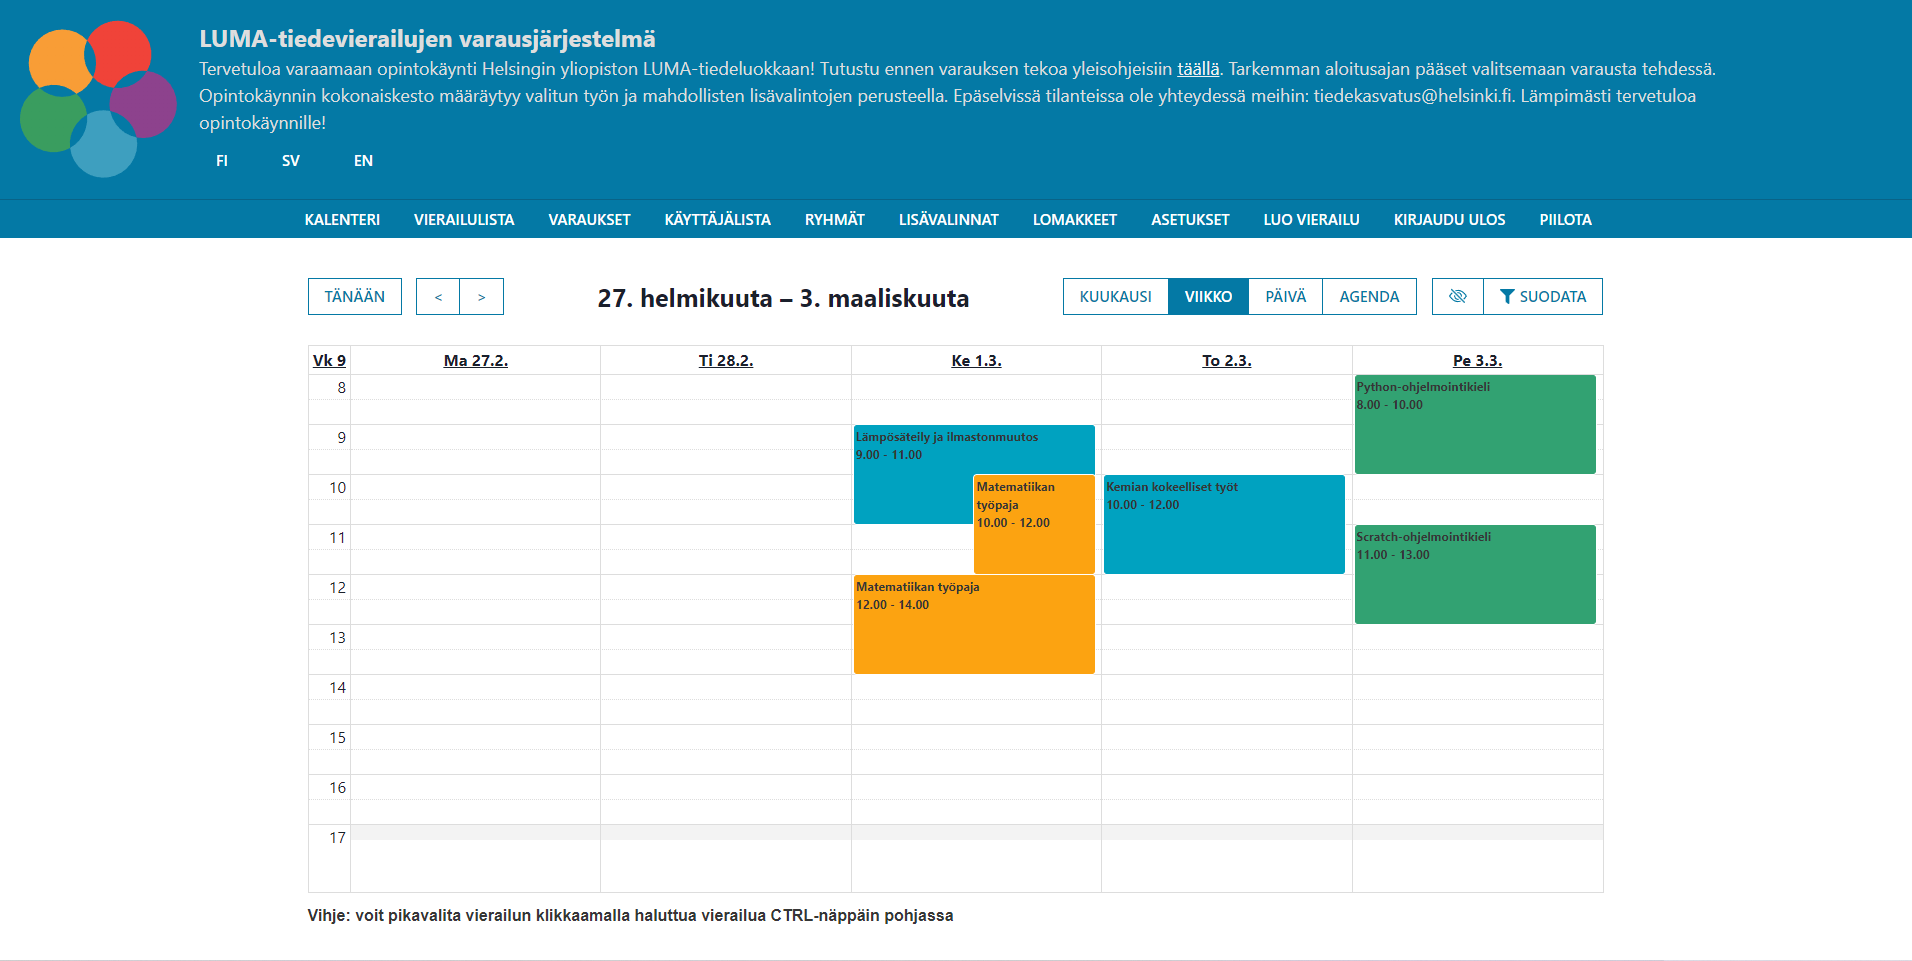 LUMA-tiedevierailujen varausjärjestelmä
Tervetuloa varaamaan opintokäynti Helsingin yliopiston LUMA-tiedeluokkaan! Tutustu ennen varauksen tekoa yleisohjeisiin täällä. Tarkemman aloitusajan pääset valitsemaan varausta tehdessä.
Opintokäynnin kokonaiskesto määräytyy valitun työn ja mahdollisten lisävalintojen perusteella. Epäselvissä tilanteissa ole yhteydessä meihin: tiedekasvatus@helsinki.fi. Lämpimästi tervetuloa
opintokäynnille!
FI SV EN
KALENTERI VIERAILULISTA VARAUKSET KÄYTTÄJÄLISTA RYHMÄT LISÄVALINNAT LOMAKKEET ASETUKSET LUO VIERAILU KIRJAUDU ULOS PIILOTA
TÄNÄÄN < > 27. helmikuuta – 3. maaliskuuta KUUKAUSI VIIKKO PÄIVÄ AGENDA SUODATA
Vk 9 Ma 27.2. Ti 28.2. Ke 1.3. To 2.3. Pe 3.3.
8
9
10
11
12
13
14
15
16
17
Lämpösäteily ja ilmastonmuutos
9.00 - 11.00
Matematiikan
työpaja
10.00 - 12.00
Matematiikan työpaja
12.00 - 14.00
Kemian kokeelliset työt
10.00 - 12.00
Python-ohjelmointikieli
8.00 - 10.00
Scratch-ohjelmointikieli
11.00 - 13.00
Vihje: voit pikavalita vierailun klikkaamalla haluttua vierailua CTRL-näppäin pohjassa